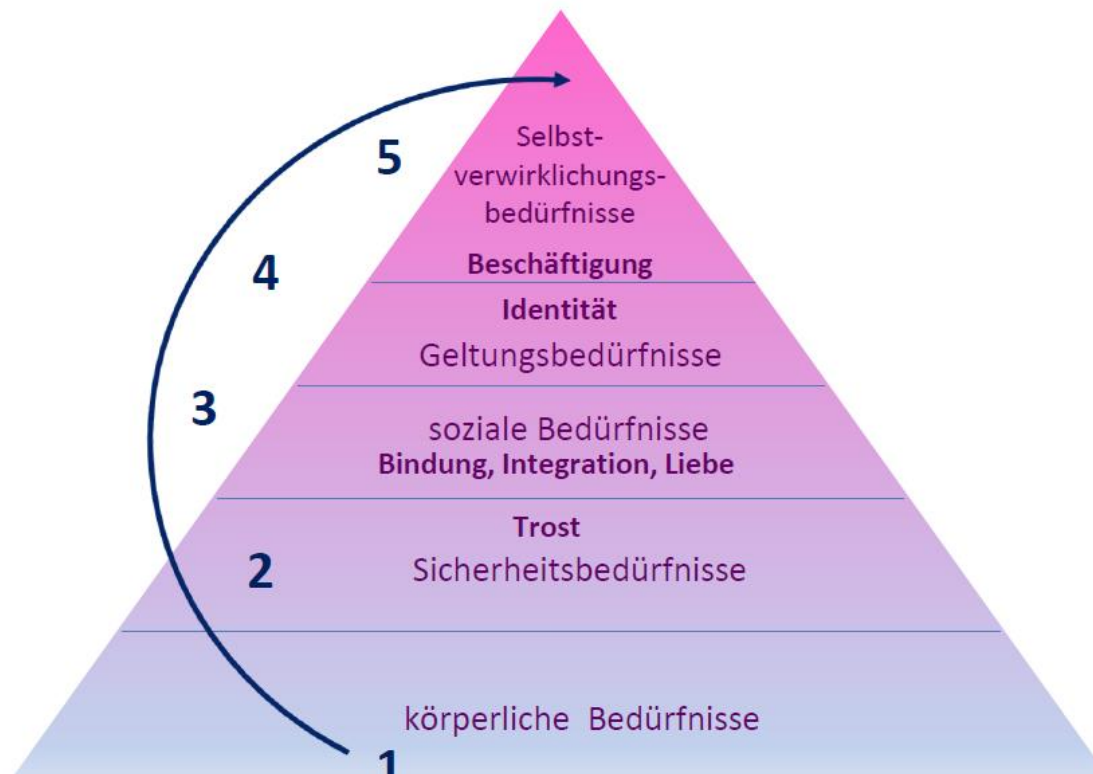 5
Selbst-
verwirklichungs-
bedürfnisse
Beschäftigung
4
Identität
Geltungsbedürfnisse
3
soziale Bedürfnisse
Bindung, Integration, Liebe
2
Trost
Sicherheitsbedürfnisse
körperliche Bedürfnisse
1